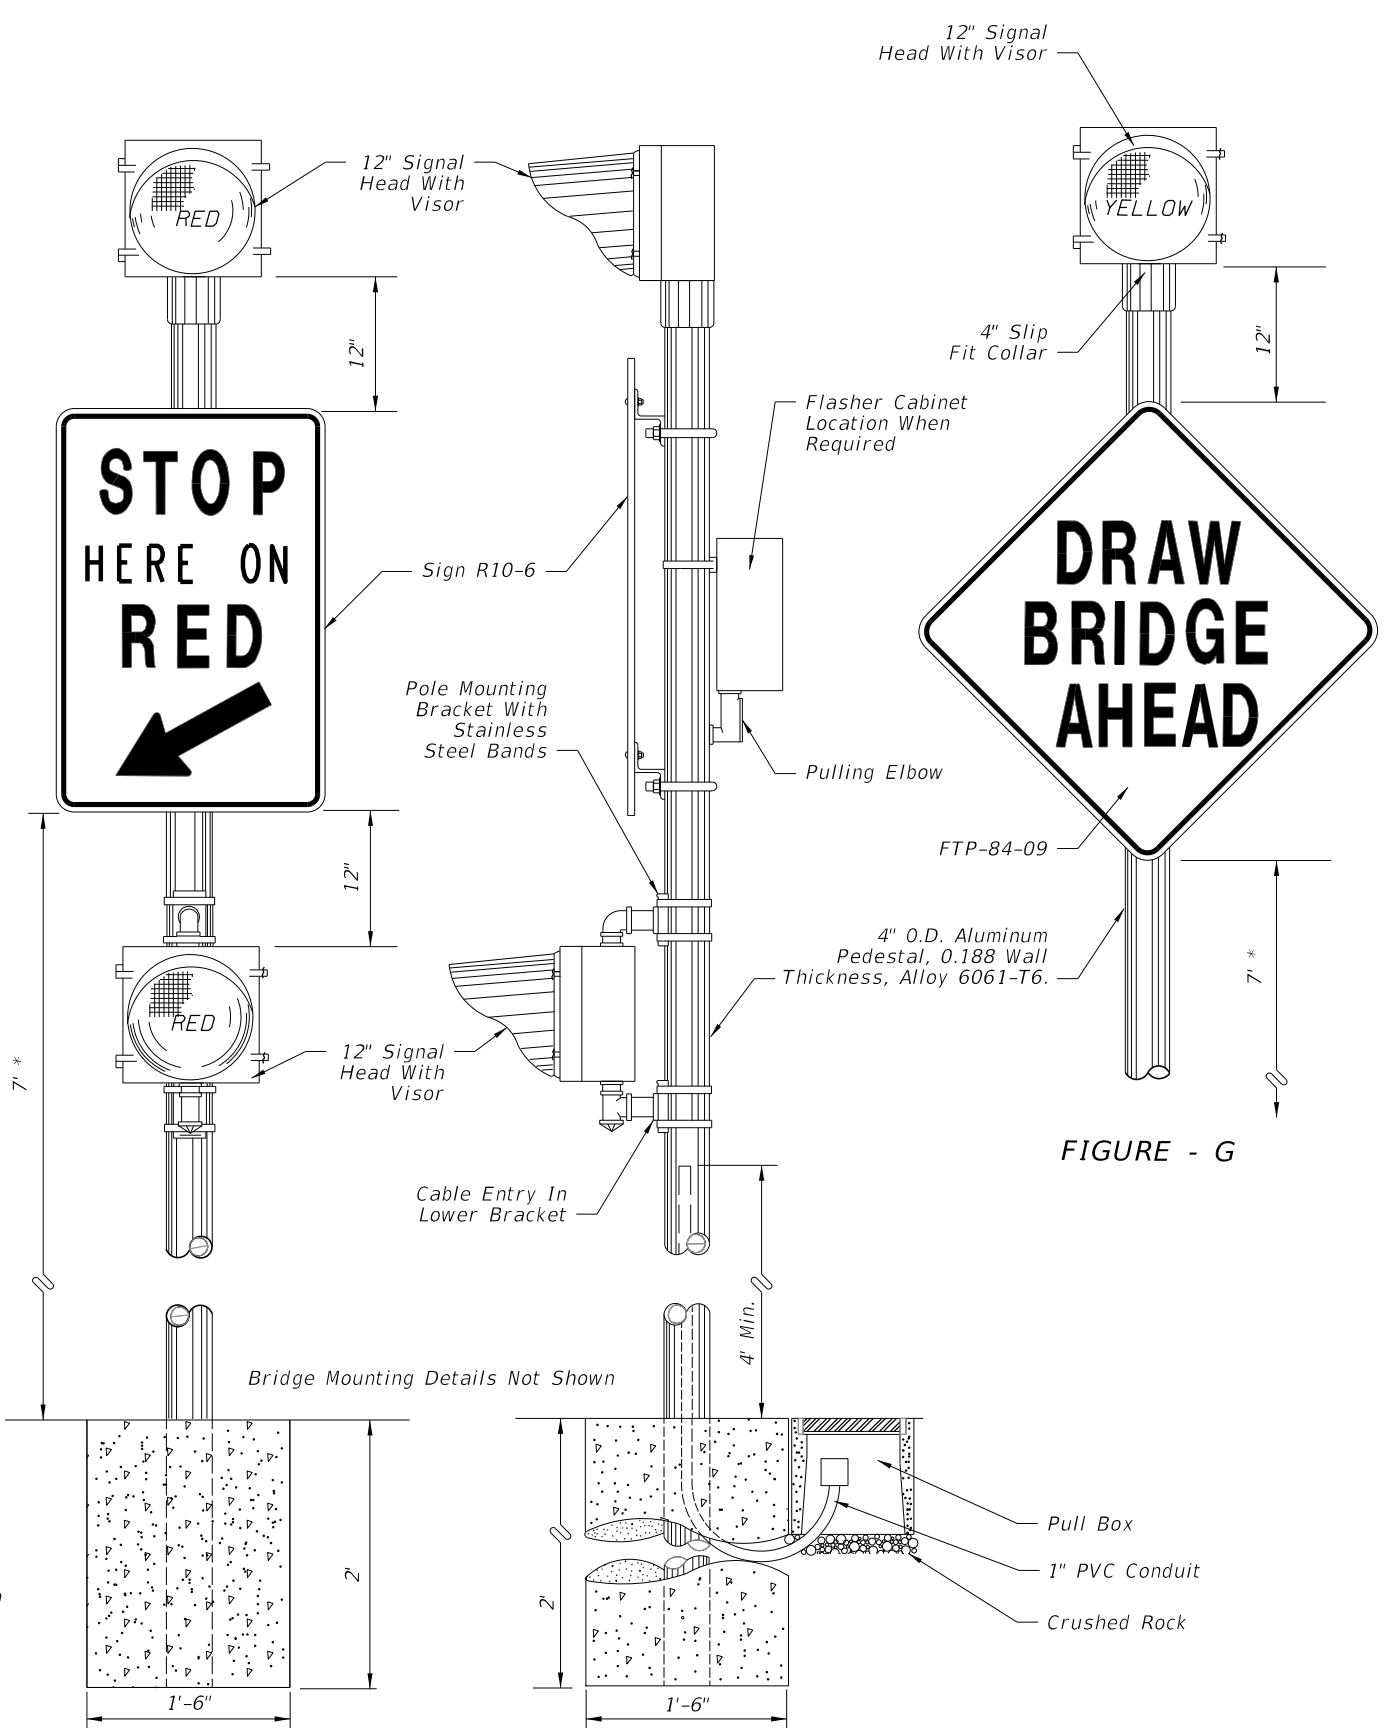 12" Signal
Head With Visor
12" Signal
Head With
Visor
RED
YELLOW
12"
4" Slip
Fit Collar
12"
Flasher Cabinet
Location When
Required
STOP
HERE ON
RED
Sign R10-6
DRAW
BRIDGE
AHEAD
Pole Mounting
Bracket With
Stainless
Steel Bands
Pulling Elbow
FTP-84-09
12"
4" O.D. Aluminum
Pedestal, 0.188 Wall
Thickness, Alloy 6061-T6.
7' *
RED
12" Signal
Head With
Visor
7' *
FIGURE - G
Cable Entry In
Lower Bracket
4' Min.
Bridge Mounting Details Not Shown
Pull Box
1" PVC Conduit
Crushed Rock
2'
2'
1'-6"
1'-6"